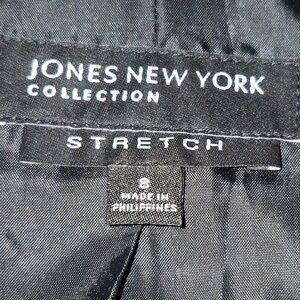 JONES NEW YORK
COLLECTION
STRETCH
8
MADE IN
PHILIPPINES